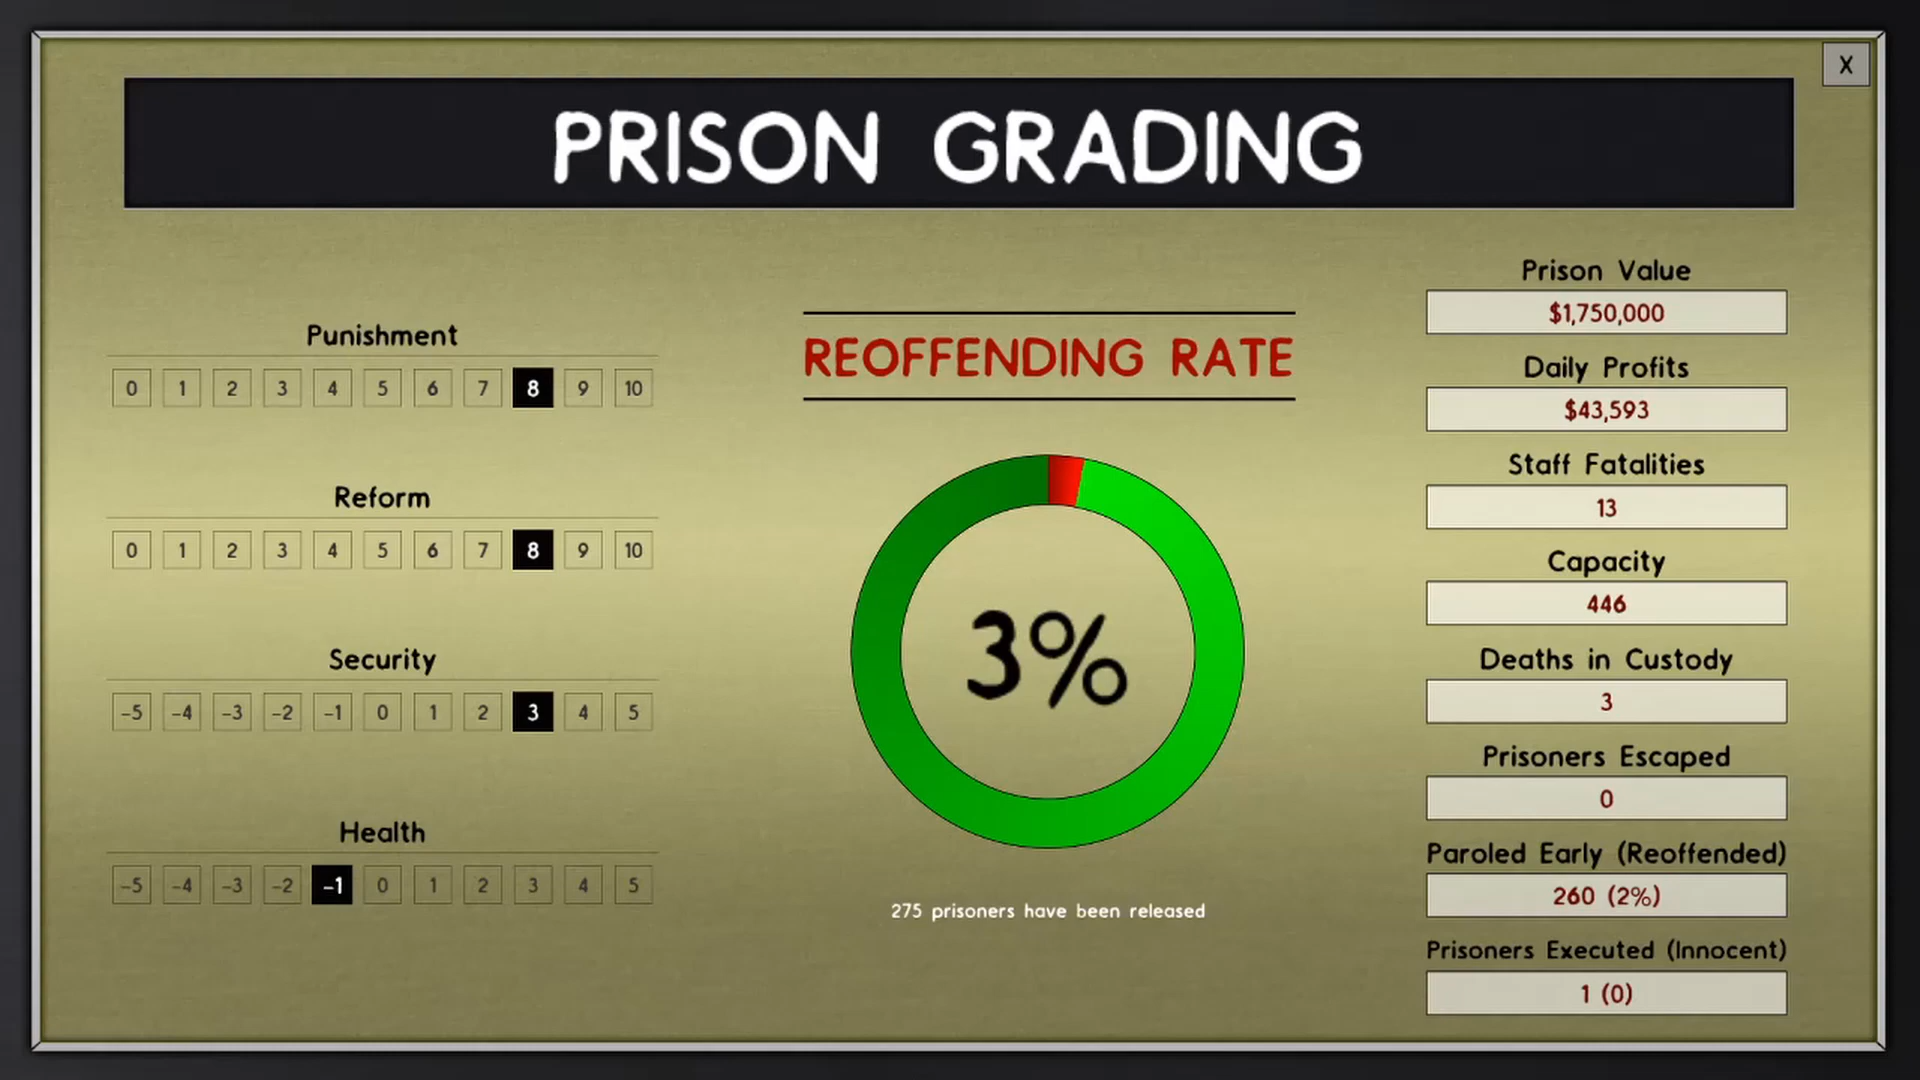 X
PRISON GRADING
Punishment
0 1 2 3 4 5 6 7 8 9 10
Reform
0 1 2 3 4 5 6 7 8 9 10
Security
-5 -4 -3 -2 -1 0 1 2 3 4 5
Health
-5 -4 -3 -2 -1 0 1 2 3 4 5
REOFFENDING RATE
3%
275 prisoners have been released
Prison Value
$1,750,000
Daily Profits
$43,593
Staff Fatalities
13
Capacity
446
Deaths in Custody
3
Prisoners Escaped
0
Paroled Early (Reoffended)
260 (2%)
Prisoners Executed (Innocent)
1 (0)